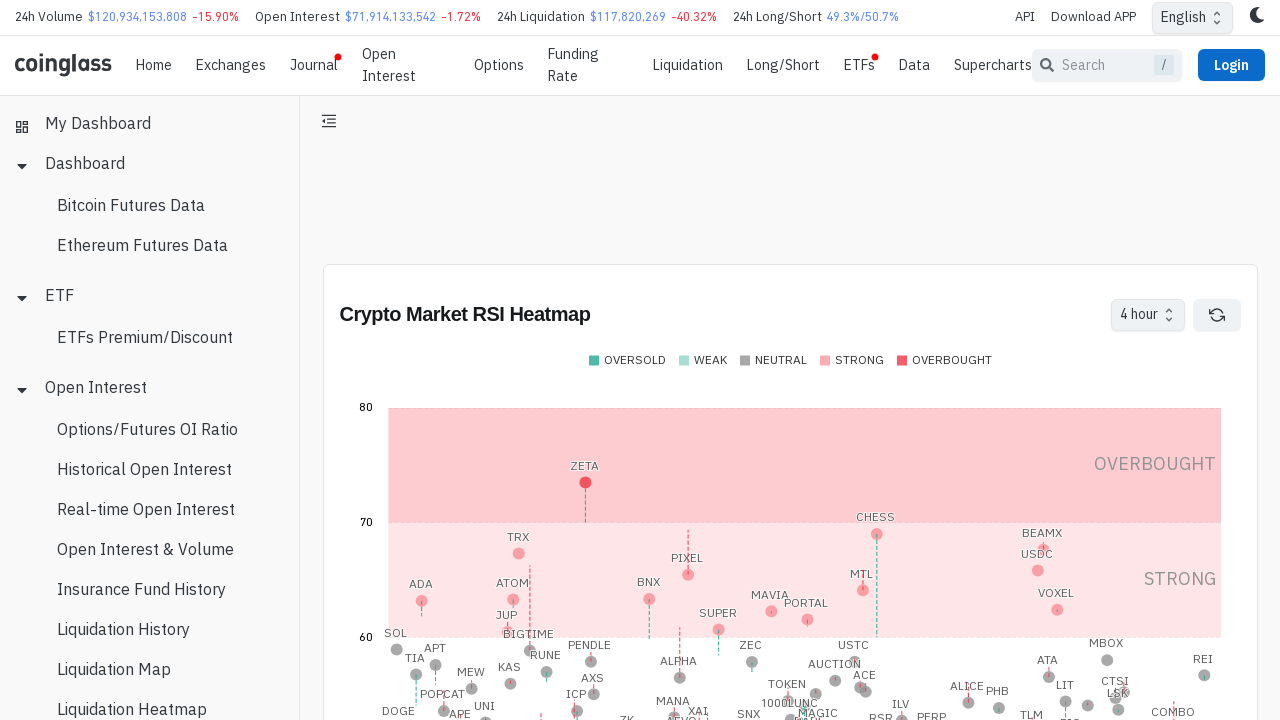 24h Volume $120,934,153,808 -15.90% Open Interest $71,914,133,542 -1.72% 24h Liquidation $117,820,269 -40.32% 24h Long/Short 49.3%/50.7% API Download APP English
coinglass Home Exchanges Journal Open Interest Options Funding Rate Liquidation Long/Short ETFs Data Supercharts Search / Login
My Dashboard
Dashboard
Bitcoin Futures Data
Ethereum Futures Data
ETF
ETFs Premium/Discount
Open Interest
Options/Futures OI Ratio
Historical Open Interest
Real-time Open Interest
Open Interest & Volume
Insurance Fund History
Liquidation History
Liquidation Map
Liquidation Heatmap
Crypto Market RSI Heatmap 4 hour
OVERSOLD WEAK NEUTRAL STRONG OVERBOUGHT
80
OVERBOUGHT
ZETA
CHESS
70
TRX BEAMX
PIXEL USDC
MTL STRONG
ADA ATOM BNX
MAVIA VOXEL
PORTAL
JUP SUPER
SOL BIGTIME 60
APT PENDLE ZEC USTC MBOX
TIA RUNE ALPHA AUCTION ATA REI
MEW KAS AXS ACE
TOKEN ALICE LIT CTSI
POPCAT ICP PHB LSK
UNI MANA 1000LUNC ILV
DOGE APE XAI SNX MAGIC RSR PERP TLM COMBO
ZK